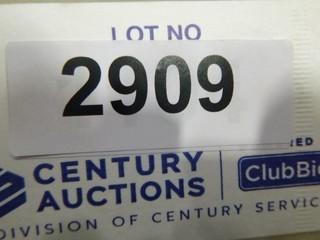 LOT NO
2909
CENTURY
AUCTIONS
ClubBid
DIVISION OF CENTURY SERVIC